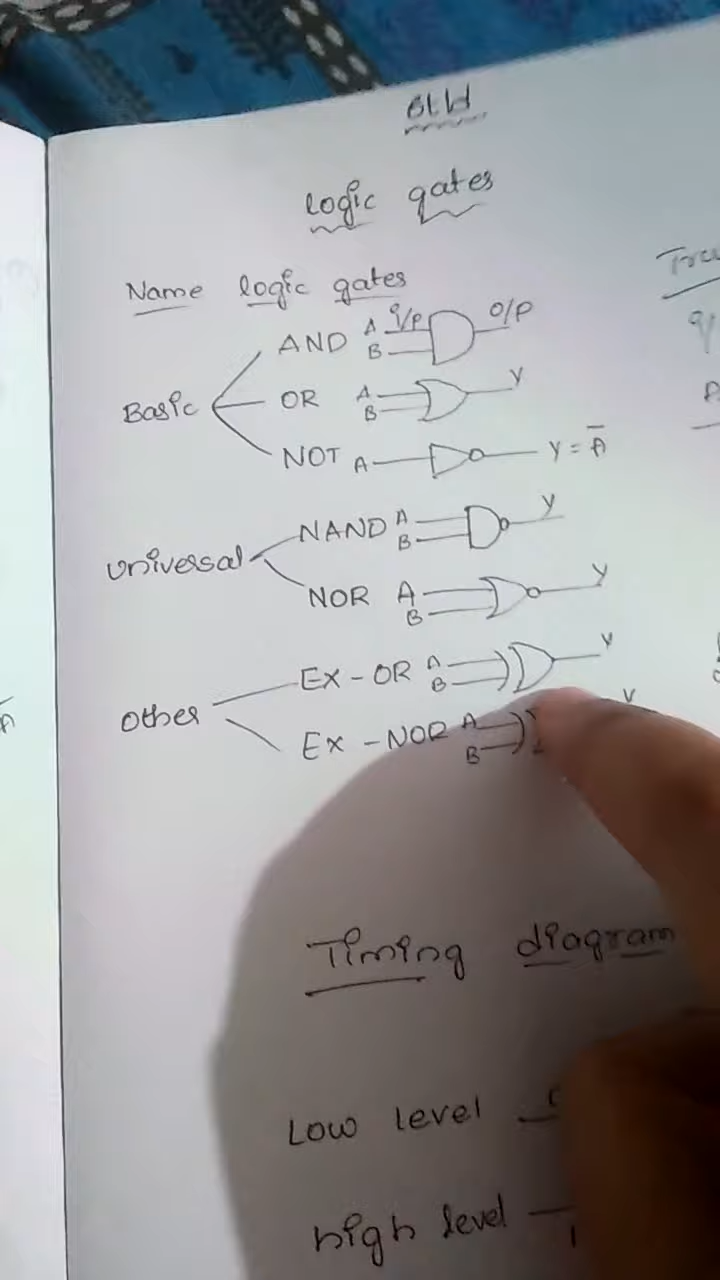 logic gates
Name logic gates
Basic
AND A B I/P O/P
OR A B Y
NOT A Y = A̅
Universal
NAND A B Y
NOR A B Y
Other
Ex - OR A B Y
Ex - NOR A B Y
Timing diagram
Low level
high level